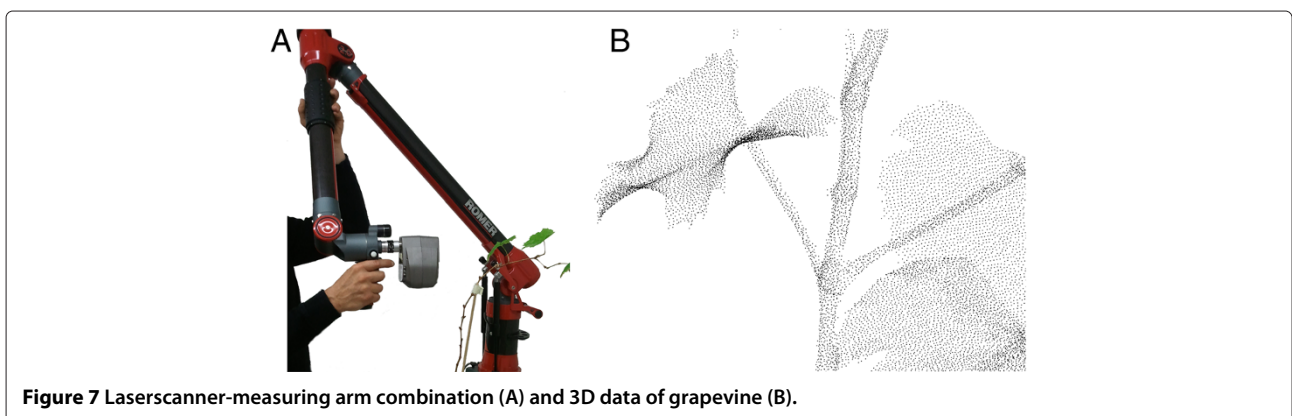 A
B
ROMER
Figure 7 Laserscanner-measuring arm combination (A) and 3D data of grapevine (B).